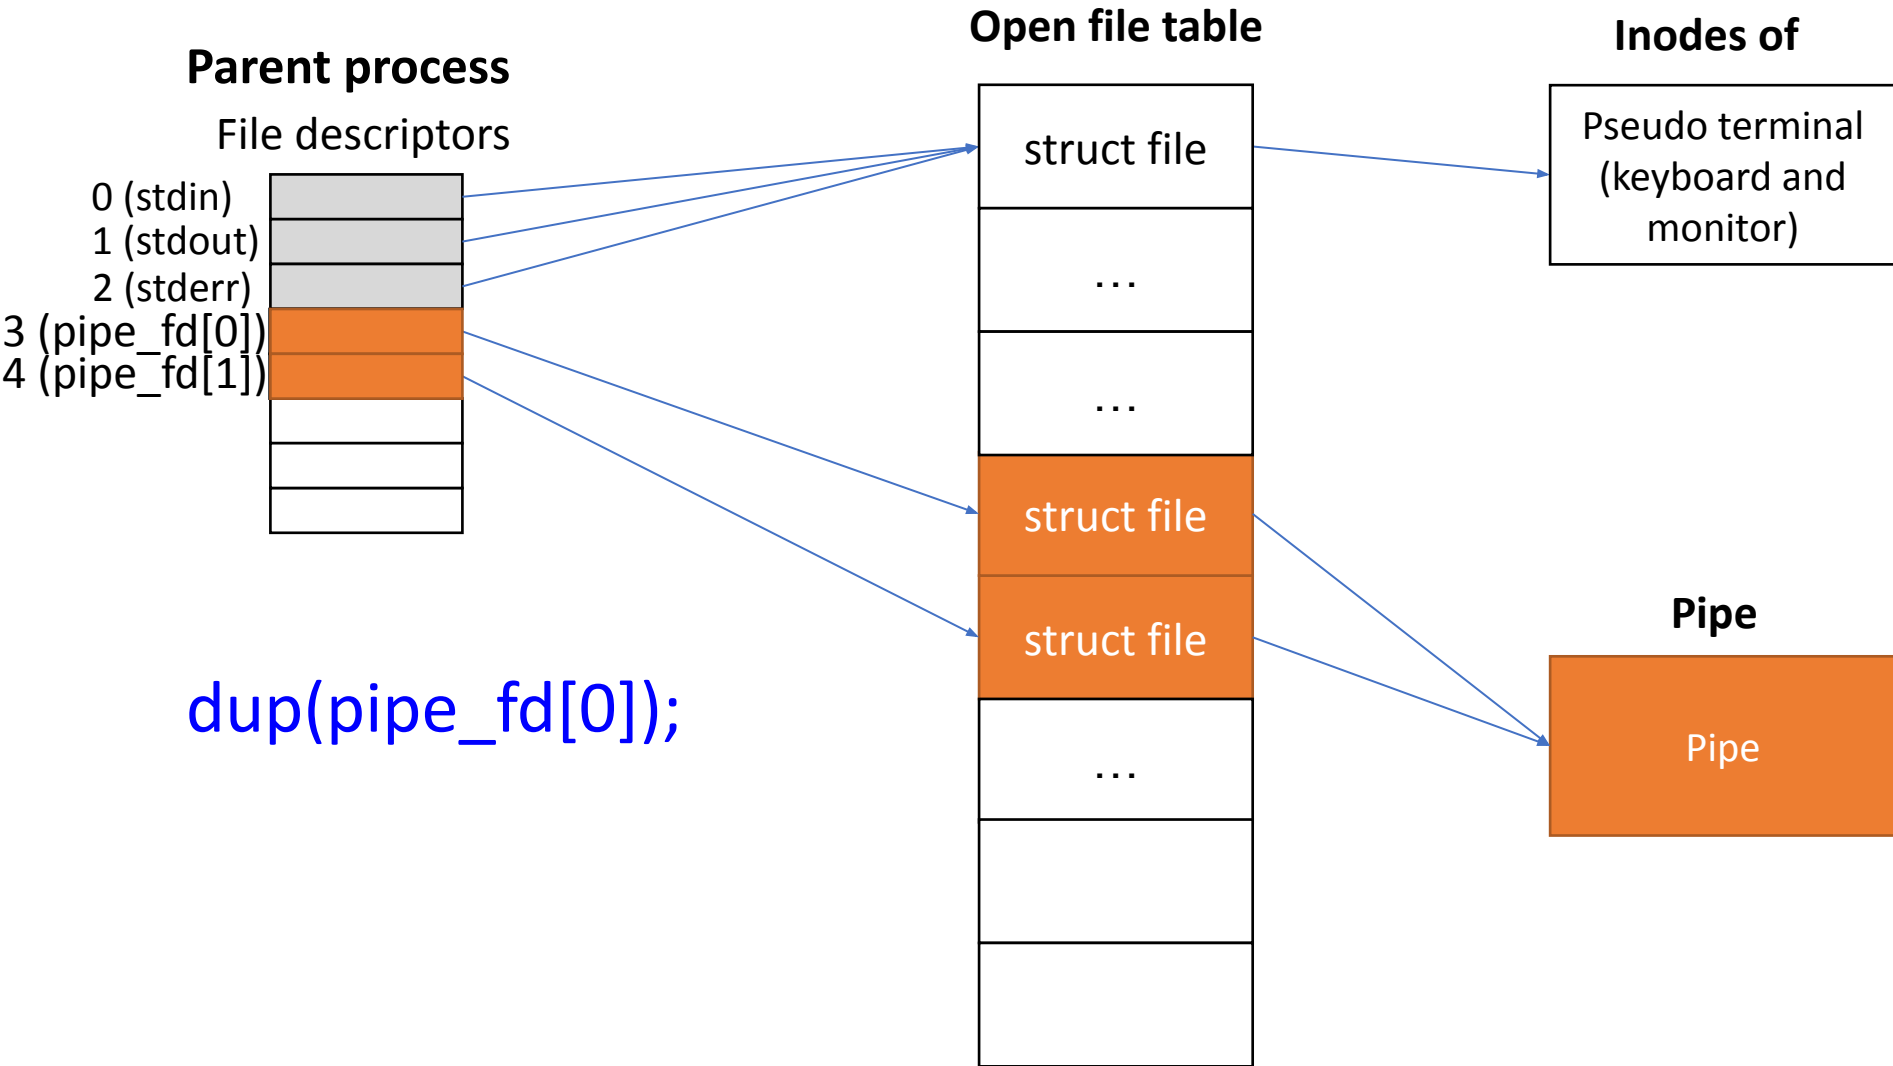 Parent process
File descriptors
0 (stdin)
1 (stdout)
2 (stderr)
3 (pipe_fd[0])
4 (pipe_fd[1])
dup(pipe_fd[0]);
Open file table
struct file
...
...
struct file
struct file
...
Inodes of
Pseudo terminal
(keyboard and
monitor)
Pipe
Pipe